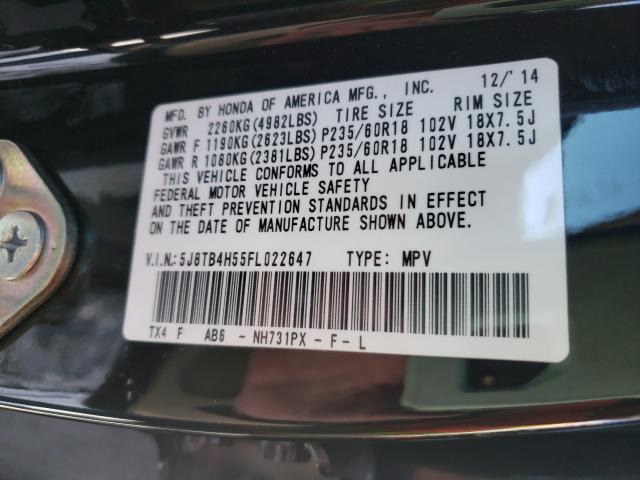 MFD. BY HONDA OF AMERICA MFG., INC. 12/'14
GVWR 2260KG(4982LBS) TIRE SIZE RIM SIZE
GAWR F 1190KG(2623LBS)P235/60R18 102V 18X7.5J
GAWR R 1080KG(2381LBS)P235/60R18 102V 18X7.5J
THIS VEHICLE CONFORMS TO ALL APPLICABLE
FEDERAL MOTOR VEHICLE SAFETY
AND THEFT PREVENTION STANDARDS IN EFFECT
ON THE DATE OF MANUFACTURE SHOWN ABOVE.
V.I.N.:5J8TB4H55FL022647 TYPE: MPV
TX4 F AB6 - NH731PX - F - L